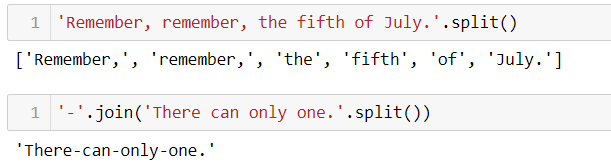 1 'Remember, remember, the fifth of July.'.split()
['Remember,', 'remember,', 'the', 'fifth', 'of', 'July.']
1 '-'.join('There can only one.'.split())
'There-can-only-one.'